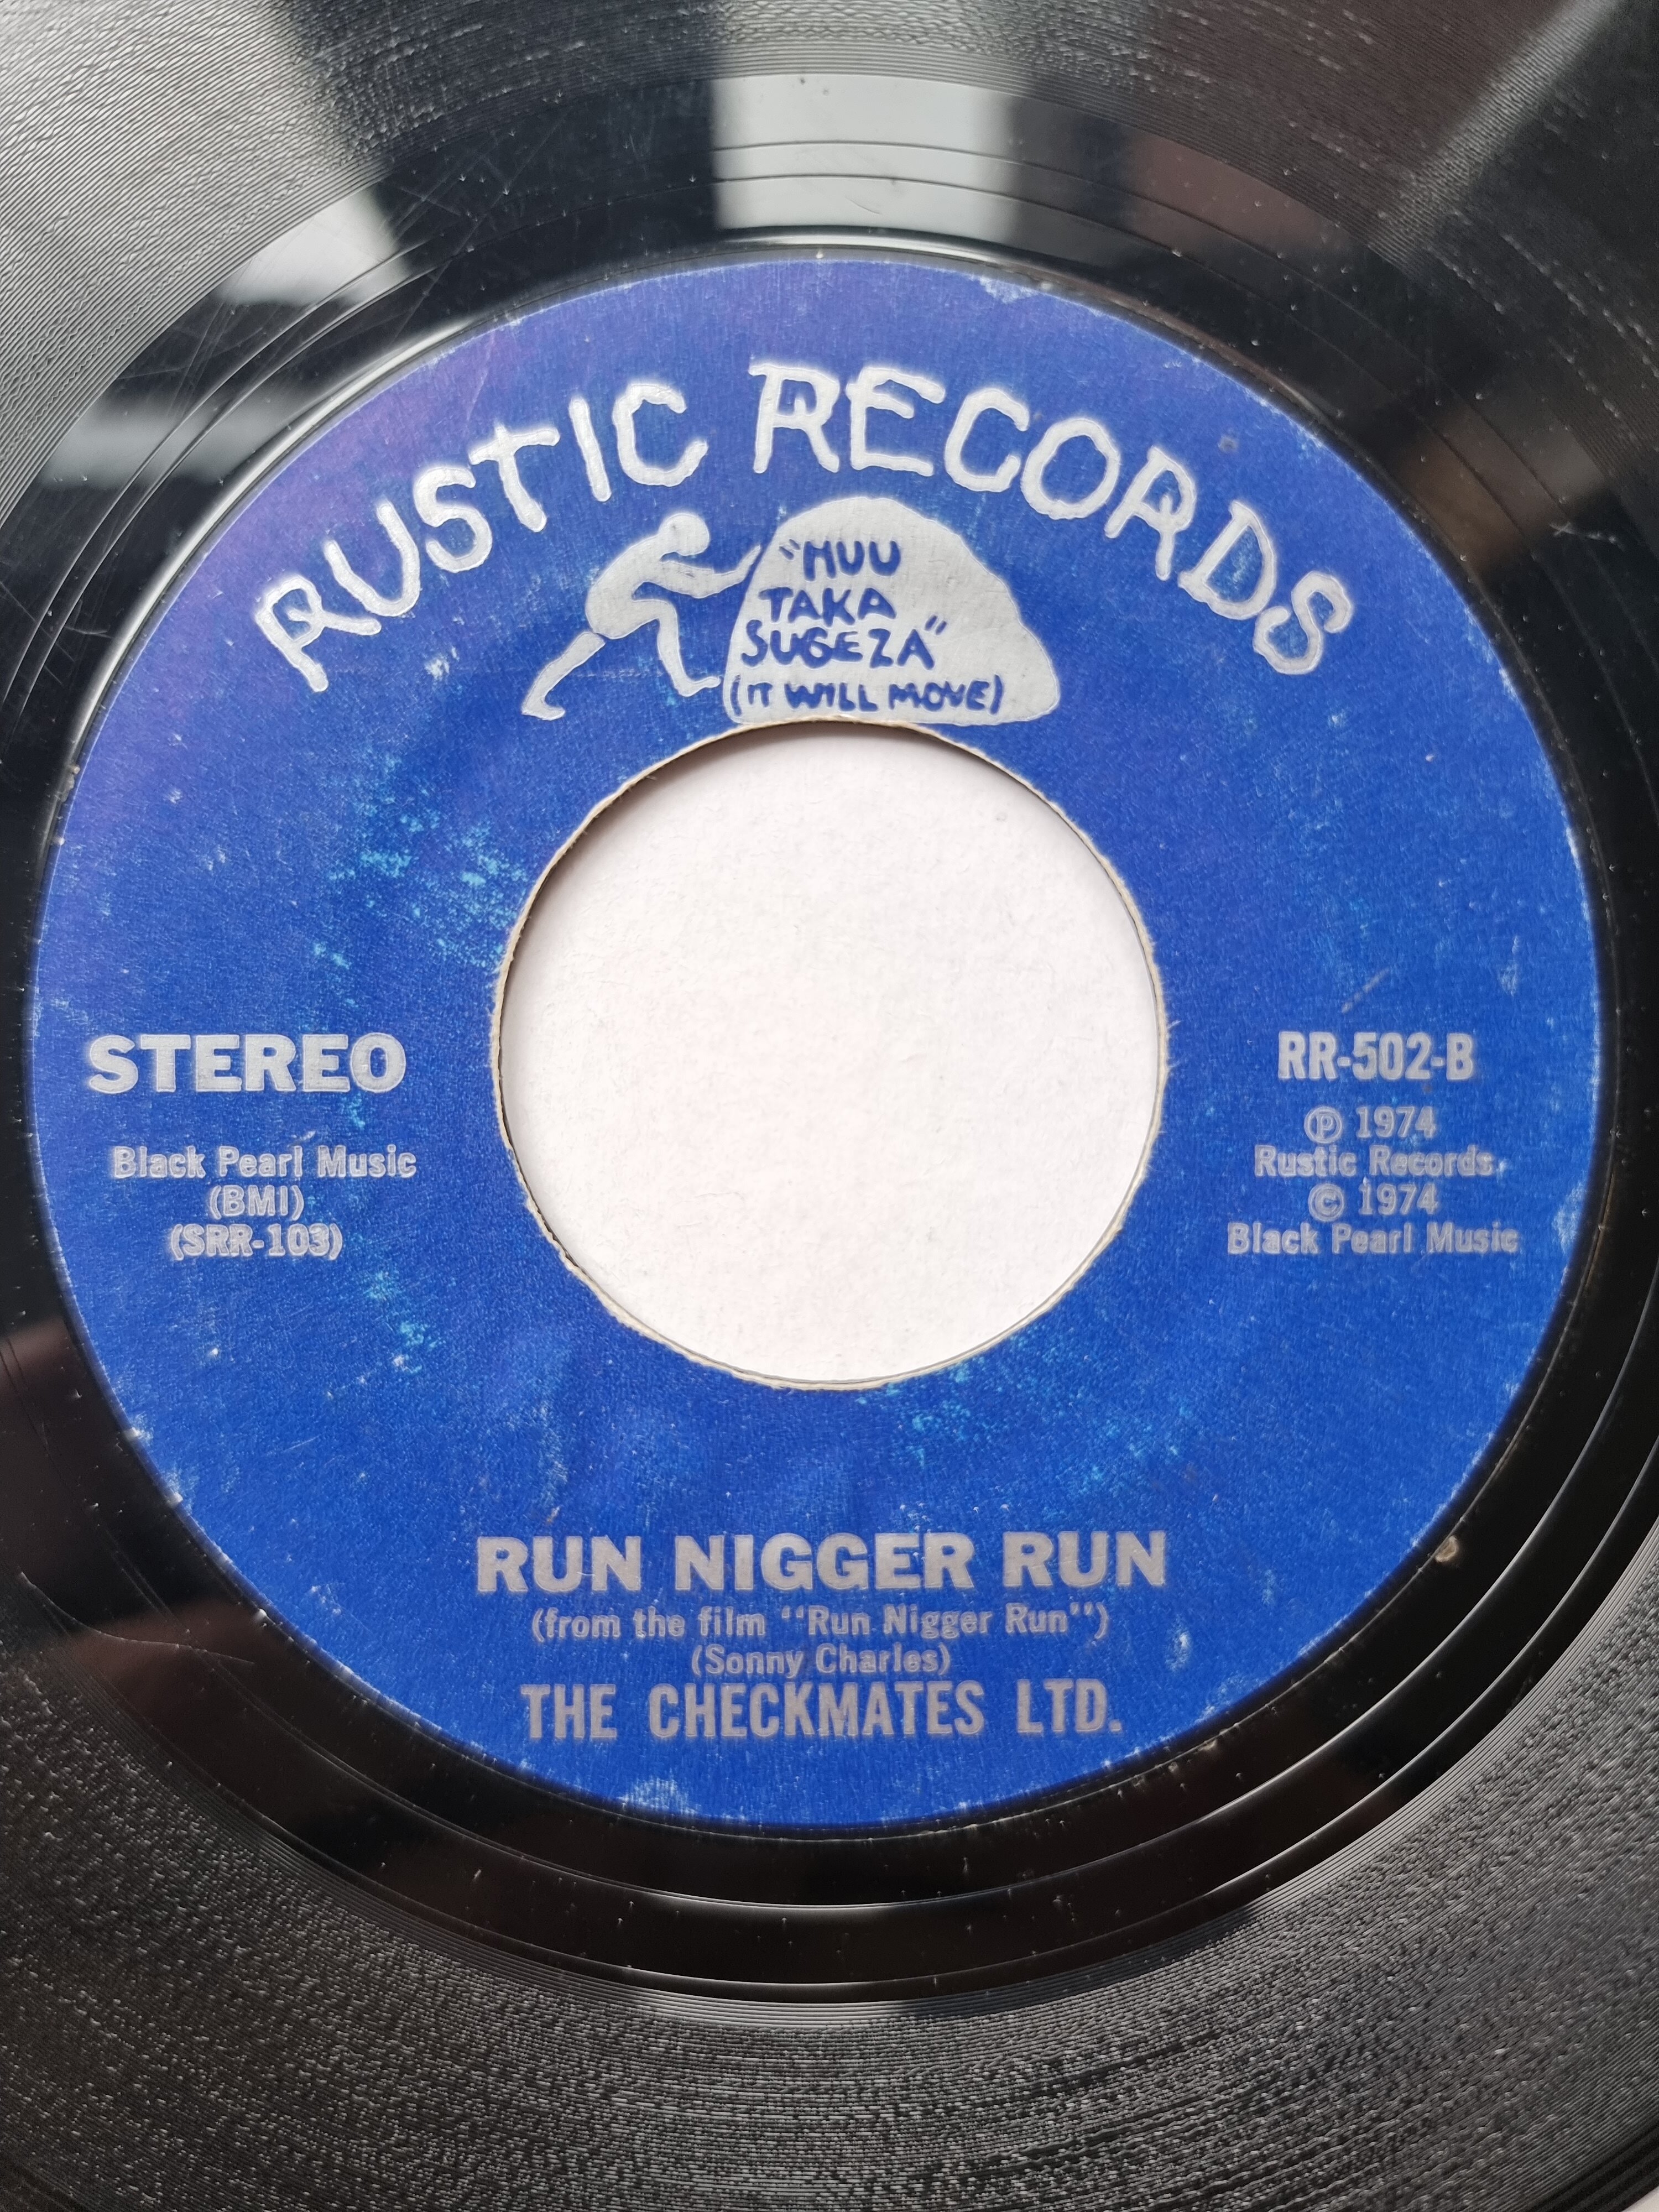 RUSTIC RECORDS
"HUU
TAKA
SUGEZA"
(IT WILL MOVE)
STEREO
Black Pearl Music
(BMI)
(SRR-103)
RR-502-B
℗ 1974
Rustic Records,
© 1974
Black Pearl Music
RUN NIGGER RUN
(from the film "Run Nigger Run")
(Sonny Charles)
THE CHECKMATES LTD.